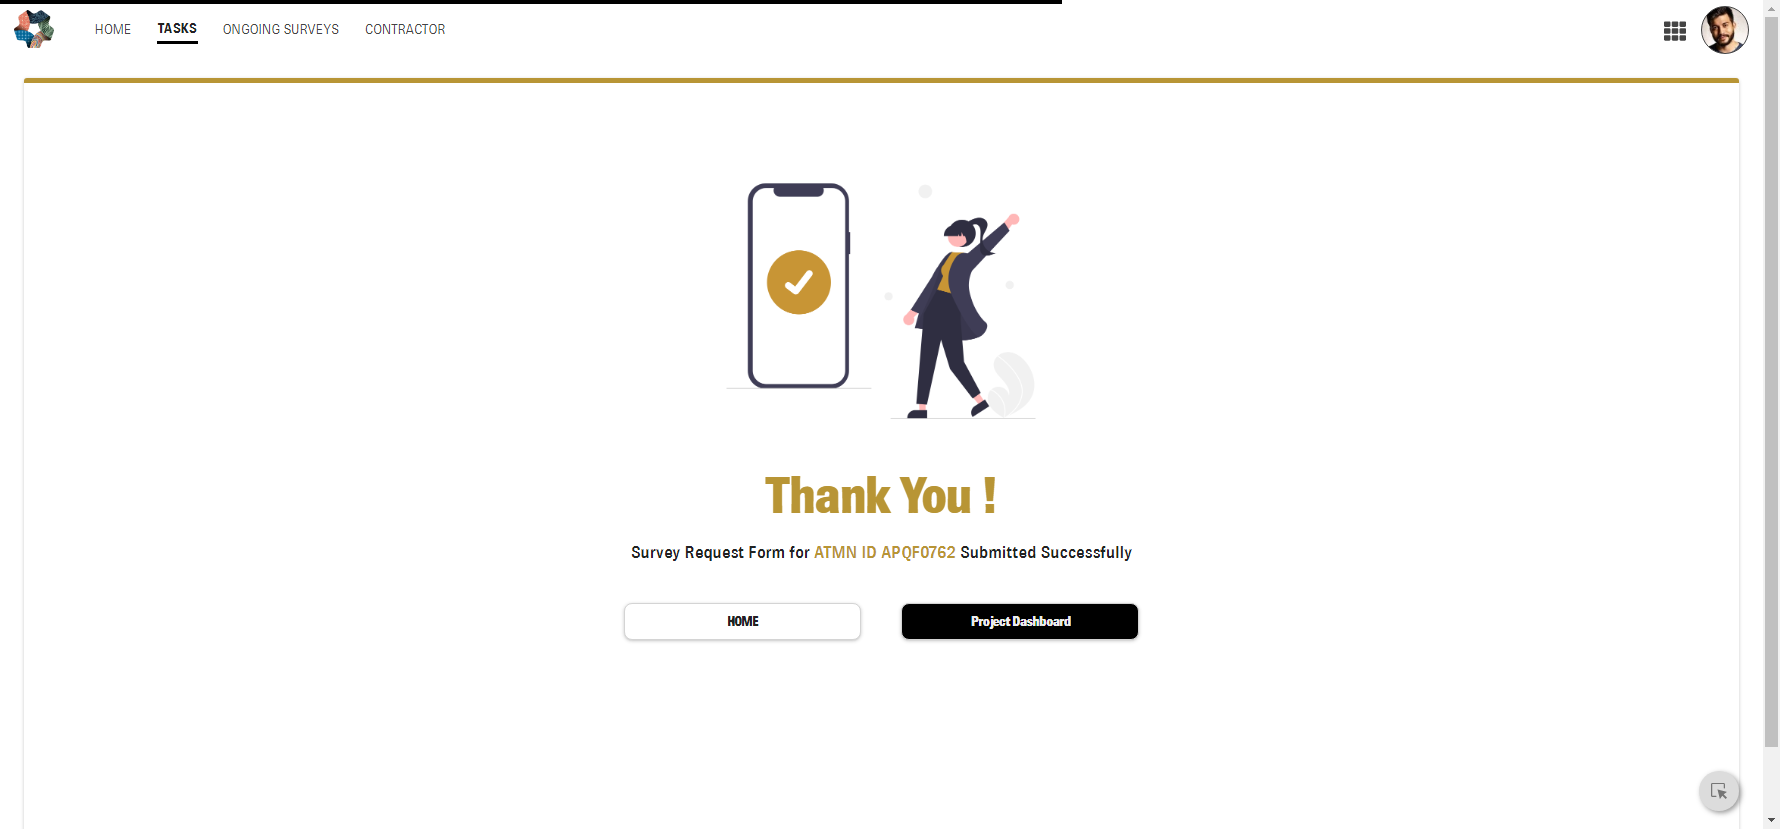 HOME TASKS ONGOING SURVEYS CONTRACTOR
Thank You !
Survey Request Form for ATMN ID APQF0762 Submitted Successfully
HOME Project Dashboard